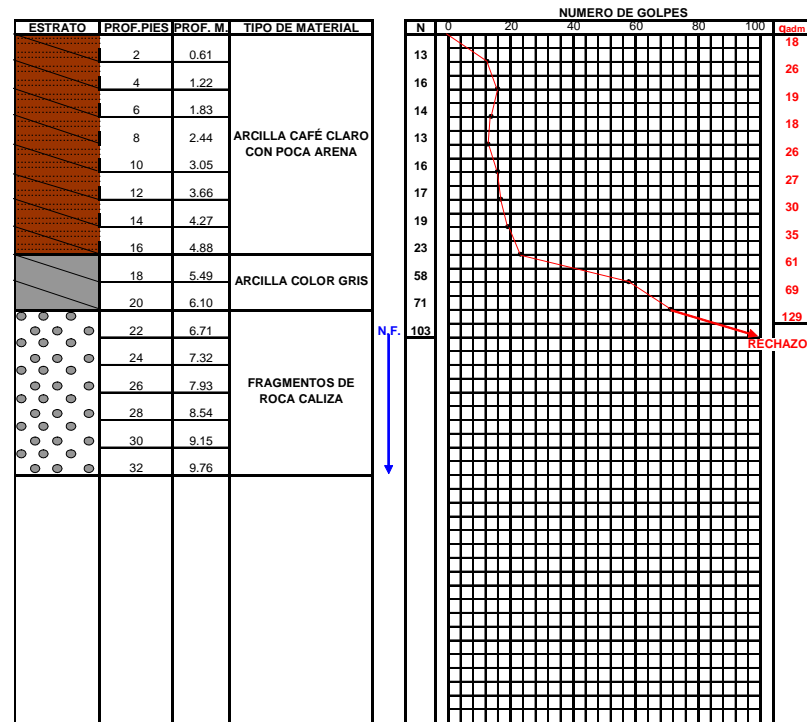 NUMERO DE GOLPES
ESTRATO PROF.PIES PROF. M. TIPO DE MATERIAL N 0 20 40 60 80 100 qadm
18
2 0.61 13
26
4 1.22 16
19
6 1.83 14
18
8 2.44 ARCILLA CAFÉ CLARO 13
CON POCA ARENA
26
10 3.05 16
27
12 3.66 17
30
14 4.27 19
35
16 4.88 23
61
18 5.49 ARCILLA COLOR GRIS 58
69
20 6.10 71
129
22 6.71 N.F. 103
RECHAZO
24 7.32
26 7.93 FRAGMENTOS DE
ROCA CALIZA
28 8.54
30 9.15
32 9.76